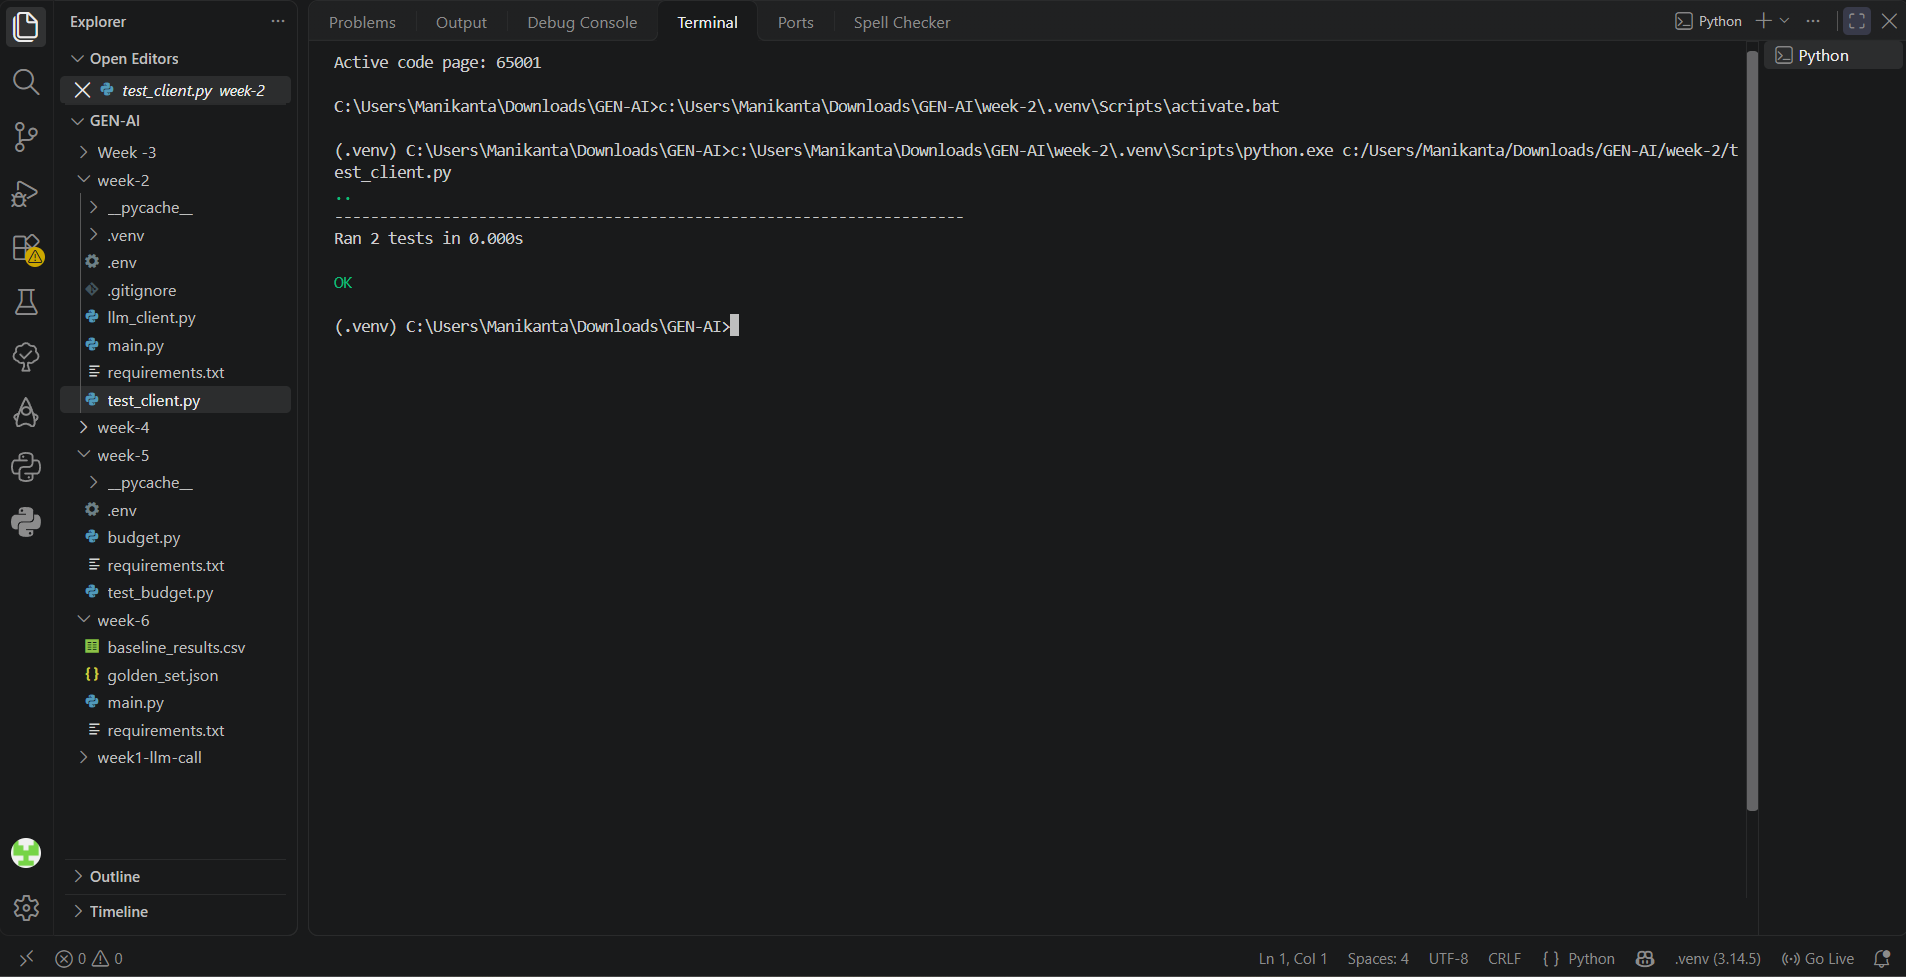 Explorer
Open Editors
test_client.py week-2
GEN-AI
Week -3
week-2
__pycache__
.venv
.env
.gitignore
llm_client.py
main.py
requirements.txt
test_client.py
week-4
week-5
__pycache__
.env
budget.py
requirements.txt
test_budget.py
week-6
baseline_results.csv
golden_set.json
main.py
requirements.txt
week1-llm-call
Outline
Timeline
Problems Output Debug Console Terminal Ports Spell Checker
Python
Python
Active code page: 65001
C:\Users\Manikanta\Downloads\GEN-AI>c:\Users\Manikanta\Downloads\GEN-AI\week-2\.venv\Scripts\activate.bat
(.venv) C:\Users\Manikanta\Downloads\GEN-AI>c:\Users\Manikanta\Downloads\GEN-AI\week-2\.venv\Scripts\python.exe c:/Users/Manikanta/Downloads/GEN-AI/week-2/t
est_client.py
..
----------------------------------------------------------------------
Ran 2 tests in 0.000s
OK
(.venv) C:\Users\Manikanta\Downloads\GEN-AI>
0 0 Ln 1, Col 1 Spaces: 4 UTF-8 CRLF { } Python .venv (3.14.5) Go Live